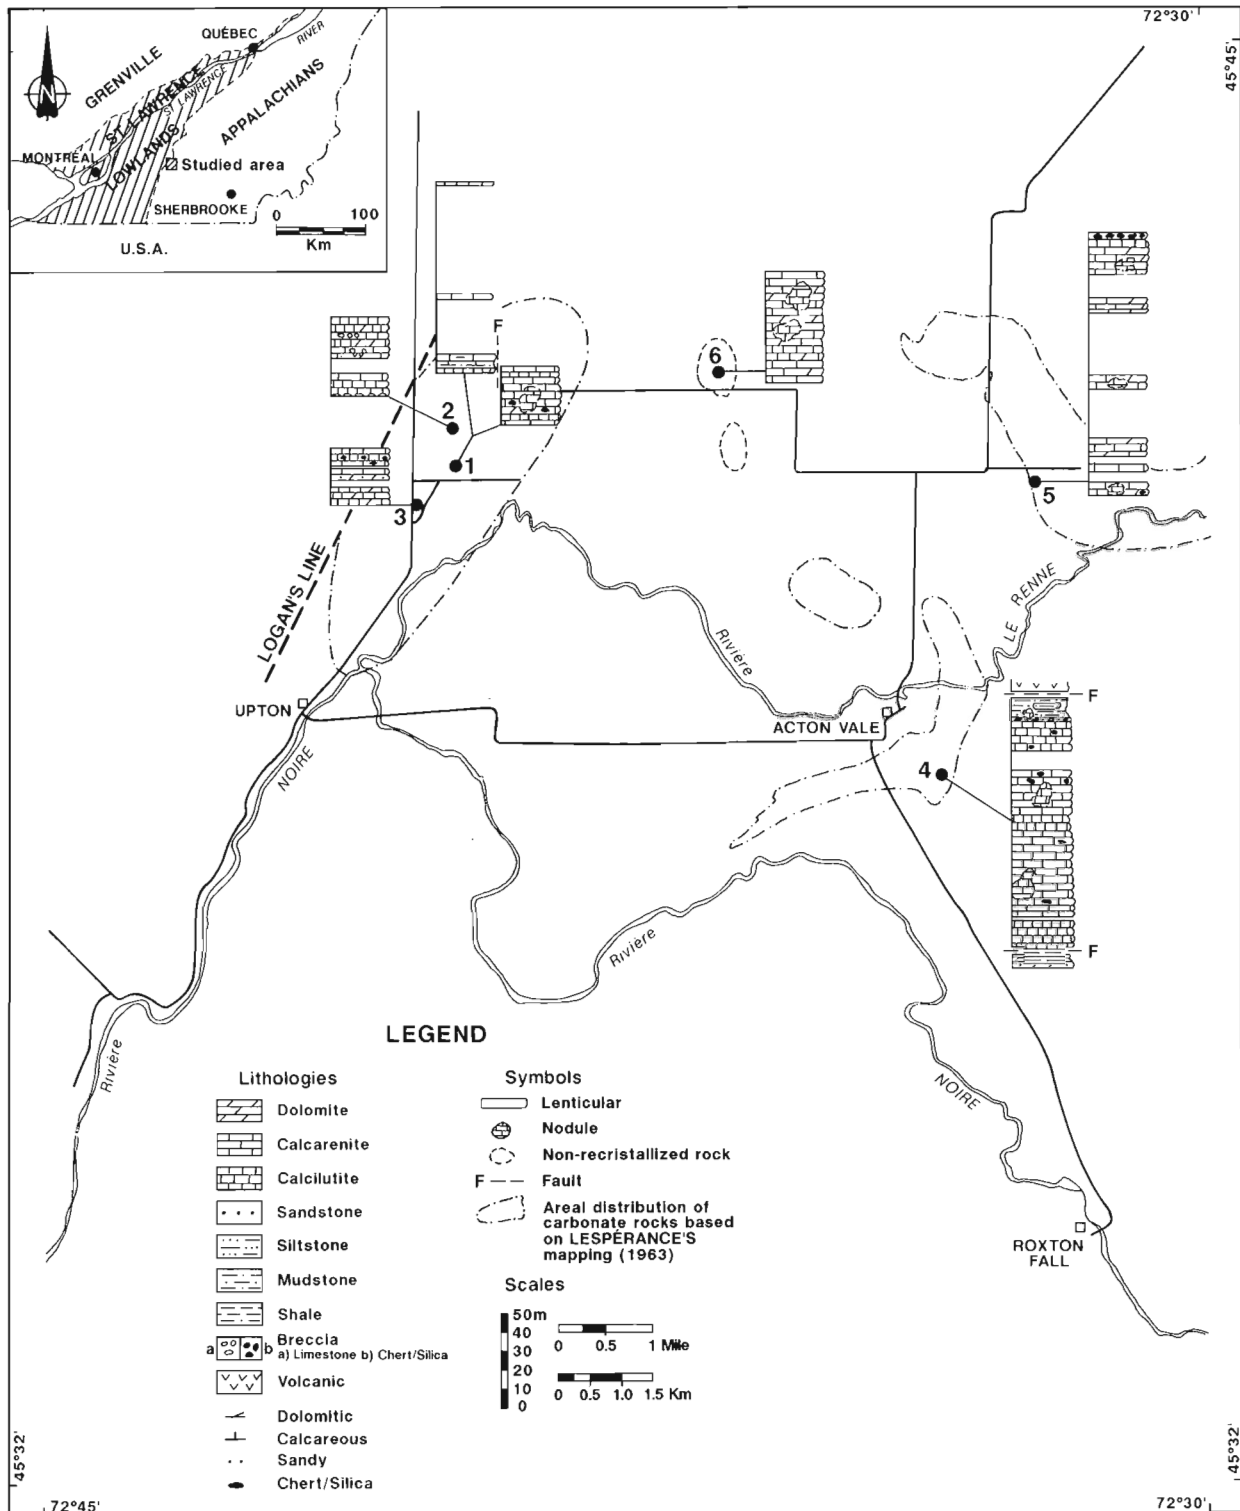 72°30'
45°45'
QUÉBEC
RIVER
GRENVILLE
ST LAWRENCE
ST LAWRENCE
LOWLANDS
APPALACHIANS
N
MONTRÉAL
Studied area
SHERBROOKE
0 100
Km
U.S.A.
F
6
2
1
3
5
LOGAN'S LINE
LE RENNE
Rivière
F
UPTON
ACTON VALE
NOIRE
4
Rivière
F
LEGEND
Rivière
NOIRE
Lithologies
Dolomite
Calcarenite
Calcilutite
Sandstone
Siltstone
Mudstone
Shale
a b Breccia
a) Limestone b) Chert/Silica
Volcanic
Dolomitic
Calcareous
Sandy
Chert/Silica
Symbols
Lenticular
Nodule
Non-recristallized rock
F Fault
Areal distribution of
carbonate rocks based
on LESPÉRANCE'S
mapping (1963)
Scales
50m
40
30
20
10
0
0 0.5 1 Mile
0 0.5 1.0 1.5 Km
ROXTON
FALL
45°32'
72°45'
45°32'
72°30'